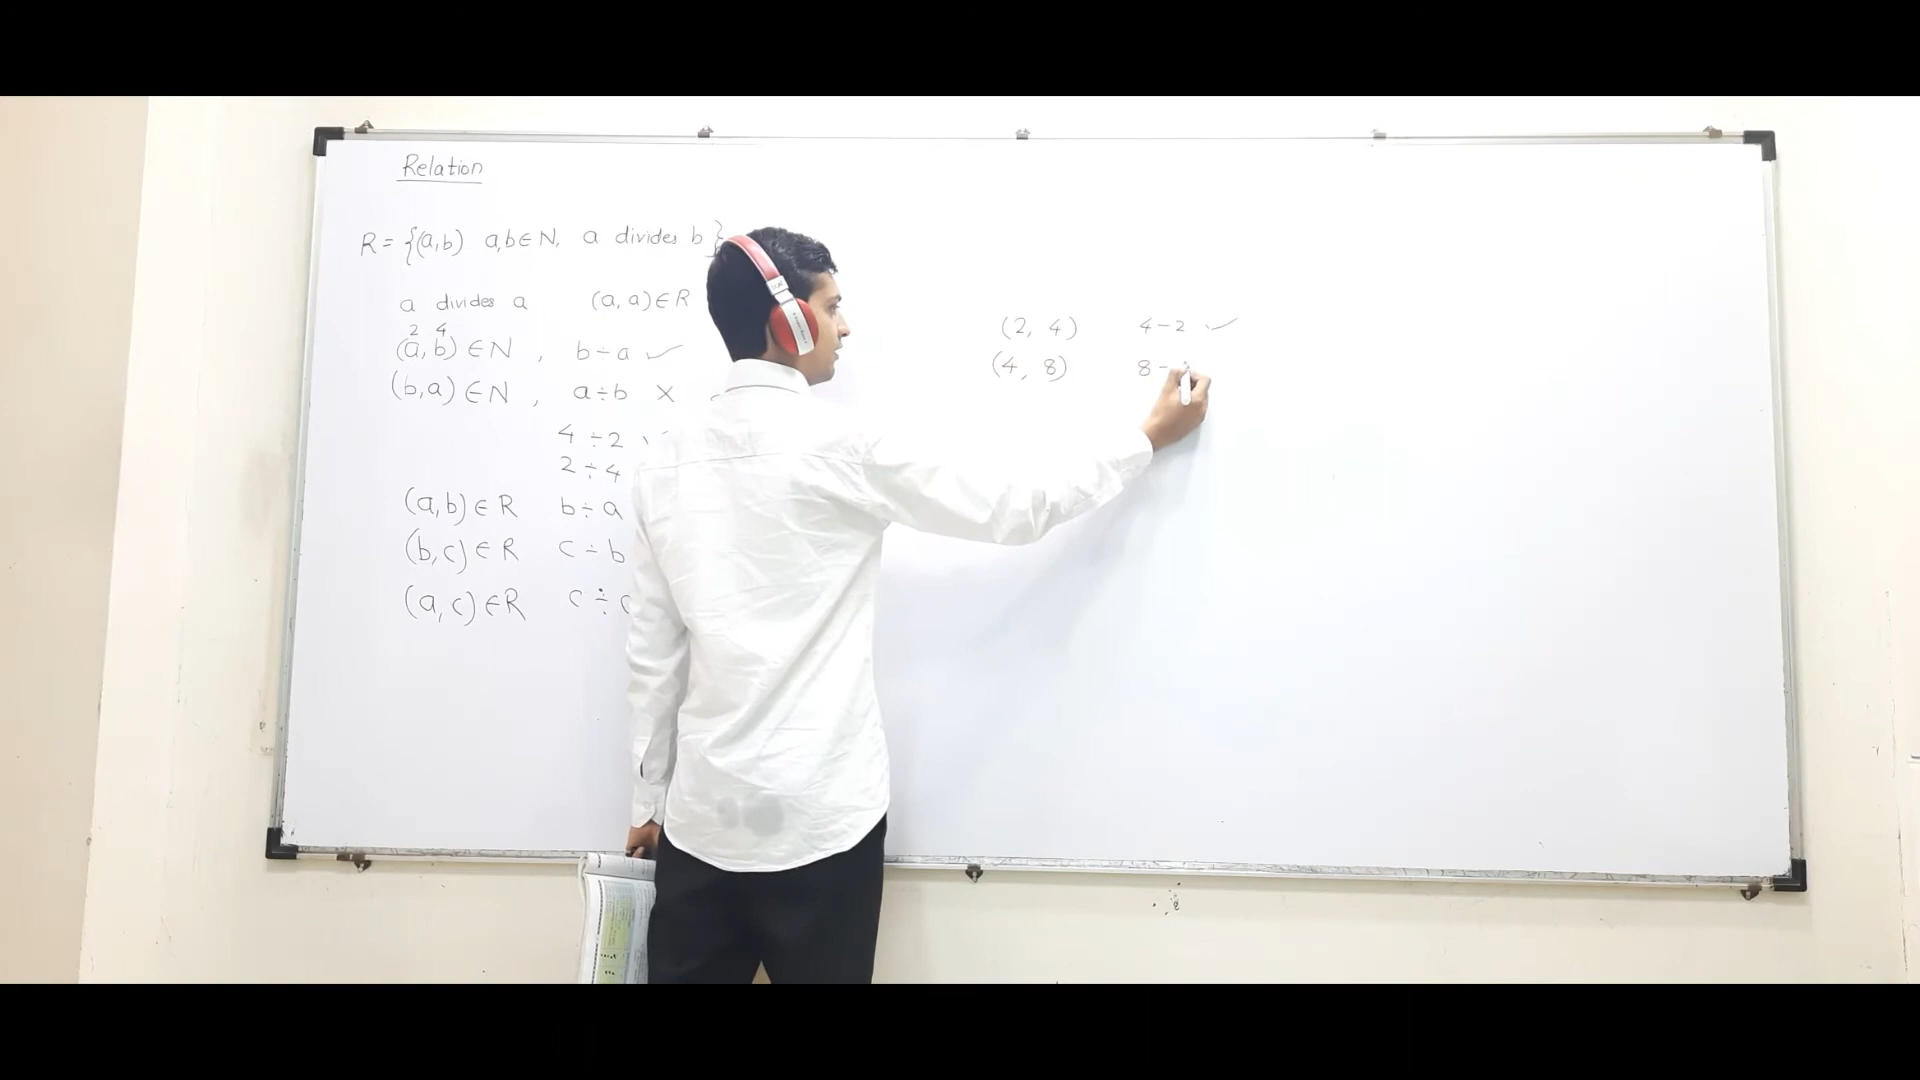 Relation
R = {(a,b) a,b ∈ N, a divides b}
a divides a (a, a) ∈ R
2 4
(a, b) ∈ N , b ÷ a ✓
(b, a) ∈ N , a ÷ b ×
4 ÷ 2 ✓
2 ÷ 4
(a, b) ∈ R b ÷ a
(b, c) ∈ R c ÷ b
(a, c) ∈ R c ÷
(2, 4) 4 - 2 ✓
(4, 8) 8 -